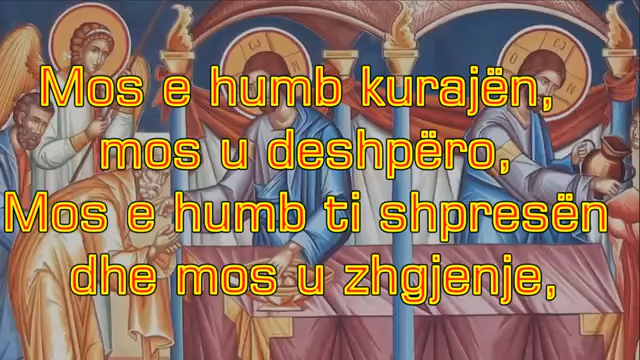 Mos e humb kurajën,
mos u deshpëro,
Mos e humb ti shpresën
dhe mos u zhgjenje,